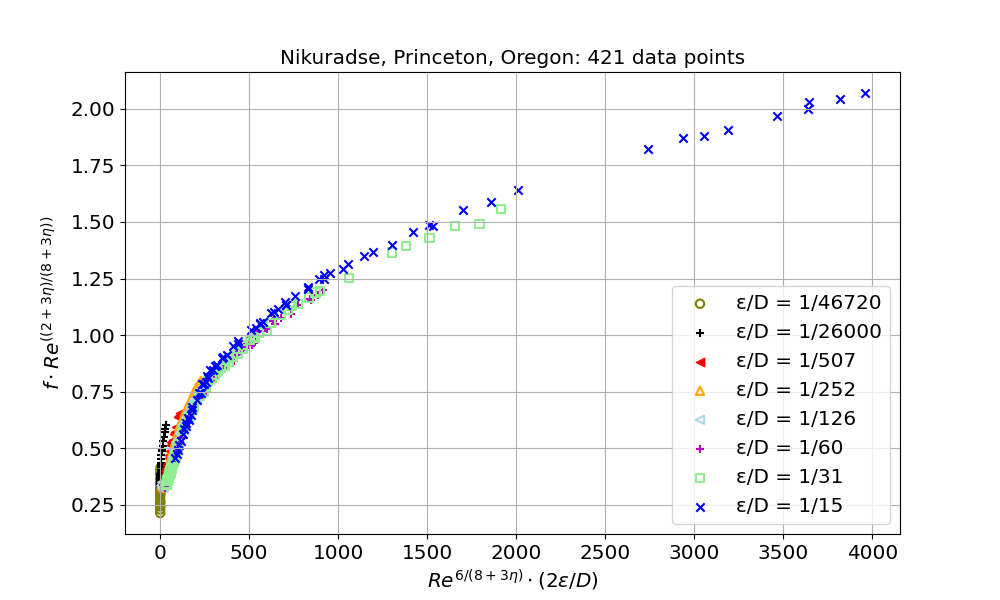 Nikuradse, Princeton, Oregon: 421 data points
2.00
1.75
1.50
1.25
1.00
0.75
0.50
0.25
f · Re^((2+3η)/(8+3η))
ε/D = 1/46720
ε/D = 1/26000
ε/D = 1/507
ε/D = 1/252
ε/D = 1/126
ε/D = 1/60
ε/D = 1/31
ε/D = 1/15
0 500 1000 1500 2000 2500 3000 3500 4000
Re^6/(8+3η) · (2ε/D)